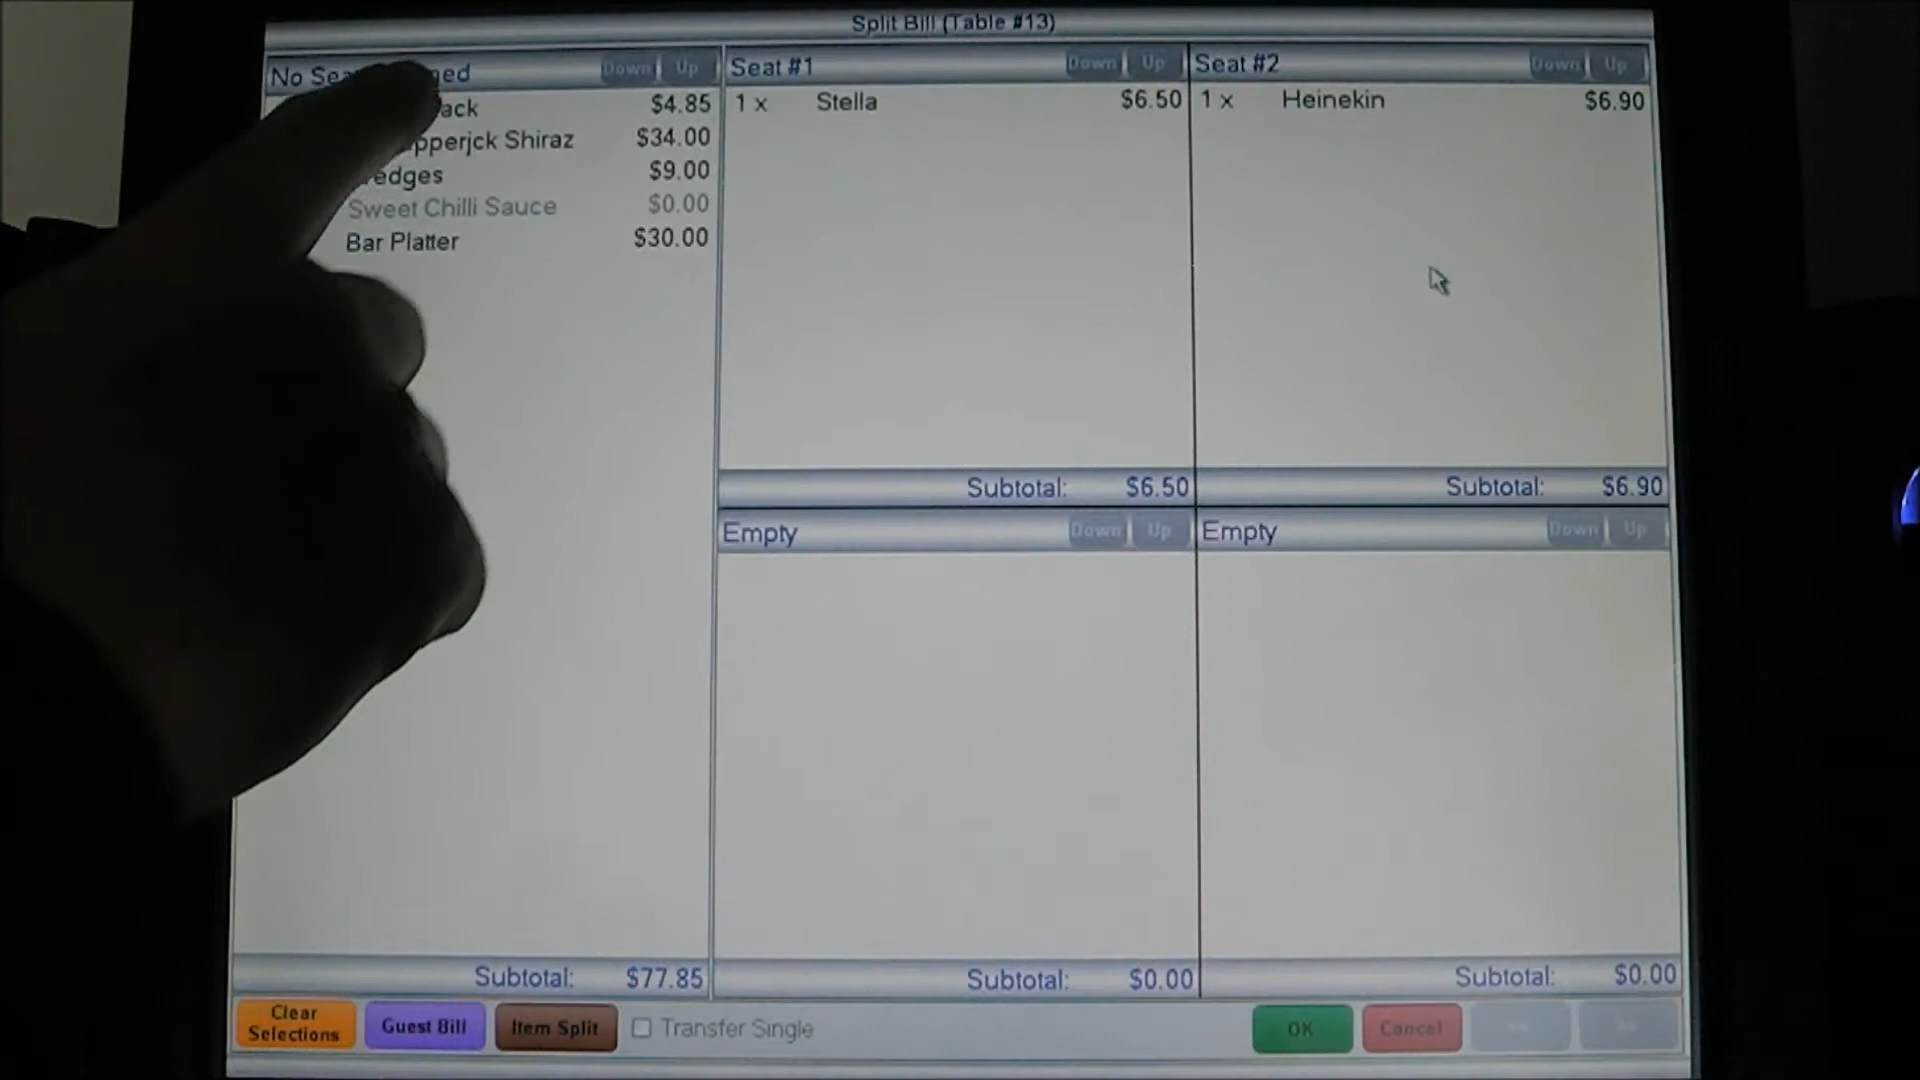 Split Bill (Table #13)
No Down Up
ack $4.85
pperjck Shiraz $34.00
edges $9.00
Sweet Chilli Sauce $0.00
Bar Platter $30.00
Subtotal: $77.85
Seat #1 Down Up
1 x Stella $6.50
Subtotal: $6.50
Seat #2 Down Up
1 x Heinekin $6.90
Subtotal: $6.90
Empty Down Up
Subtotal: $0.00
Empty Down Up
Subtotal: $0.00
Clear
Selections
Guest Bill
Item Split
Transfer Single
OK
Cancel